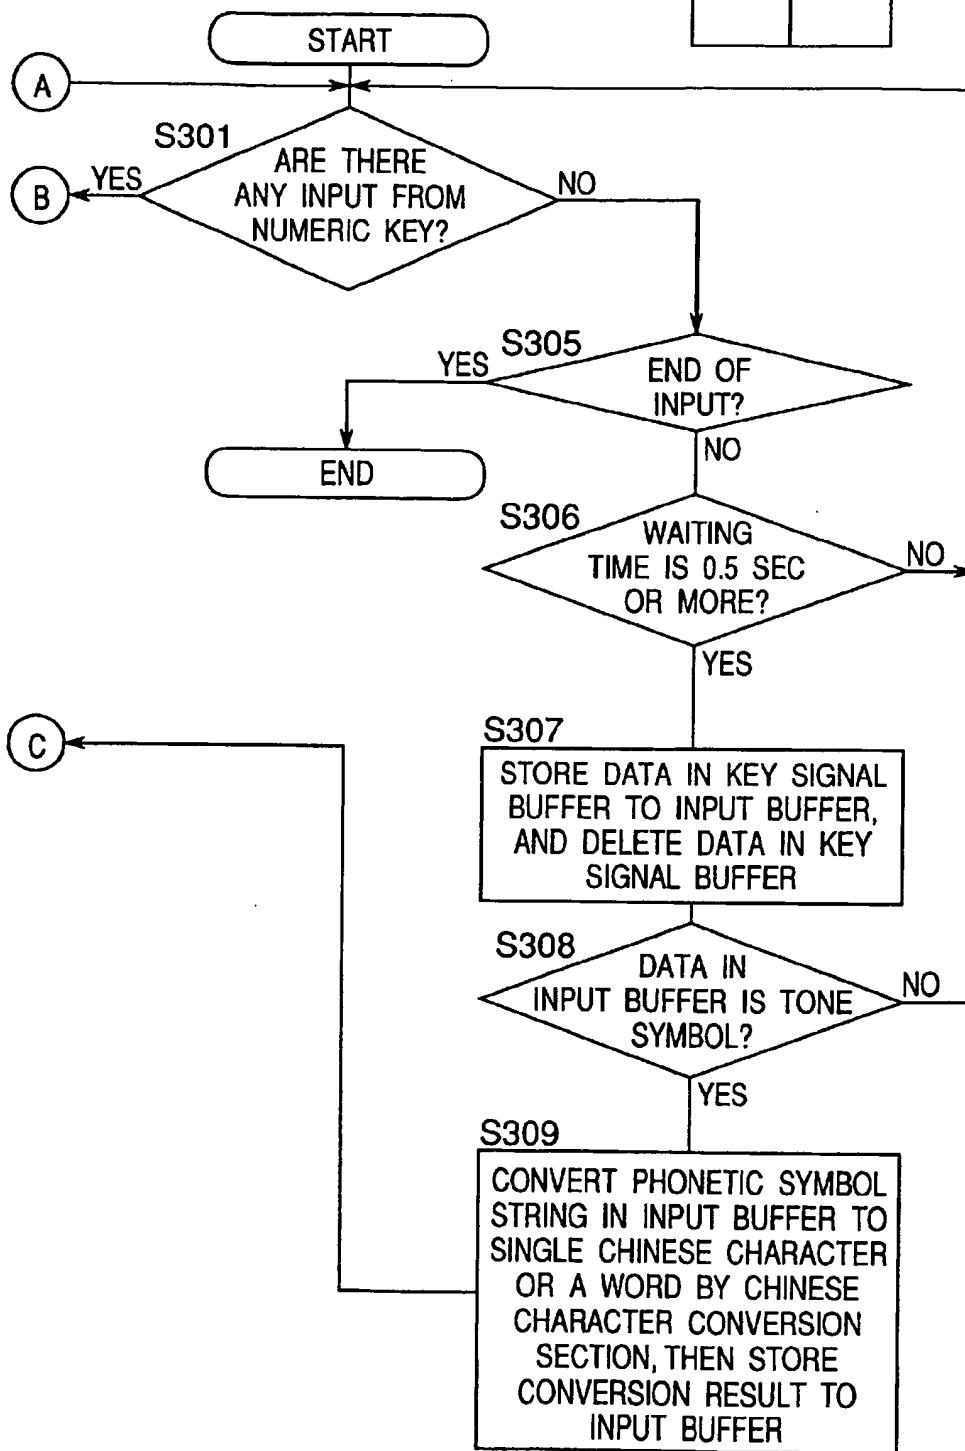 START
A
S301
ARE THERE
ANY INPUT FROM
NUMERIC KEY?
YES
B
NO
S305
END OF
INPUT?
YES
END
NO
S306
WAITING
TIME IS 0.5 SEC
OR MORE?
NO
YES
C
S307
STORE DATA IN KEY SIGNAL
BUFFER TO INPUT BUFFER,
AND DELETE DATA IN KEY
SIGNAL BUFFER
S308
DATA IN
INPUT BUFFER IS TONE
SYMBOL?
NO
YES
S309
CONVERT PHONETIC SYMBOL
STRING IN INPUT BUFFER TO
SINGLE CHINESE CHARACTER
OR A WORD BY CHINESE
CHARACTER CONVERSION
SECTION, THEN STORE
CONVERSION RESULT TO
INPUT BUFFER